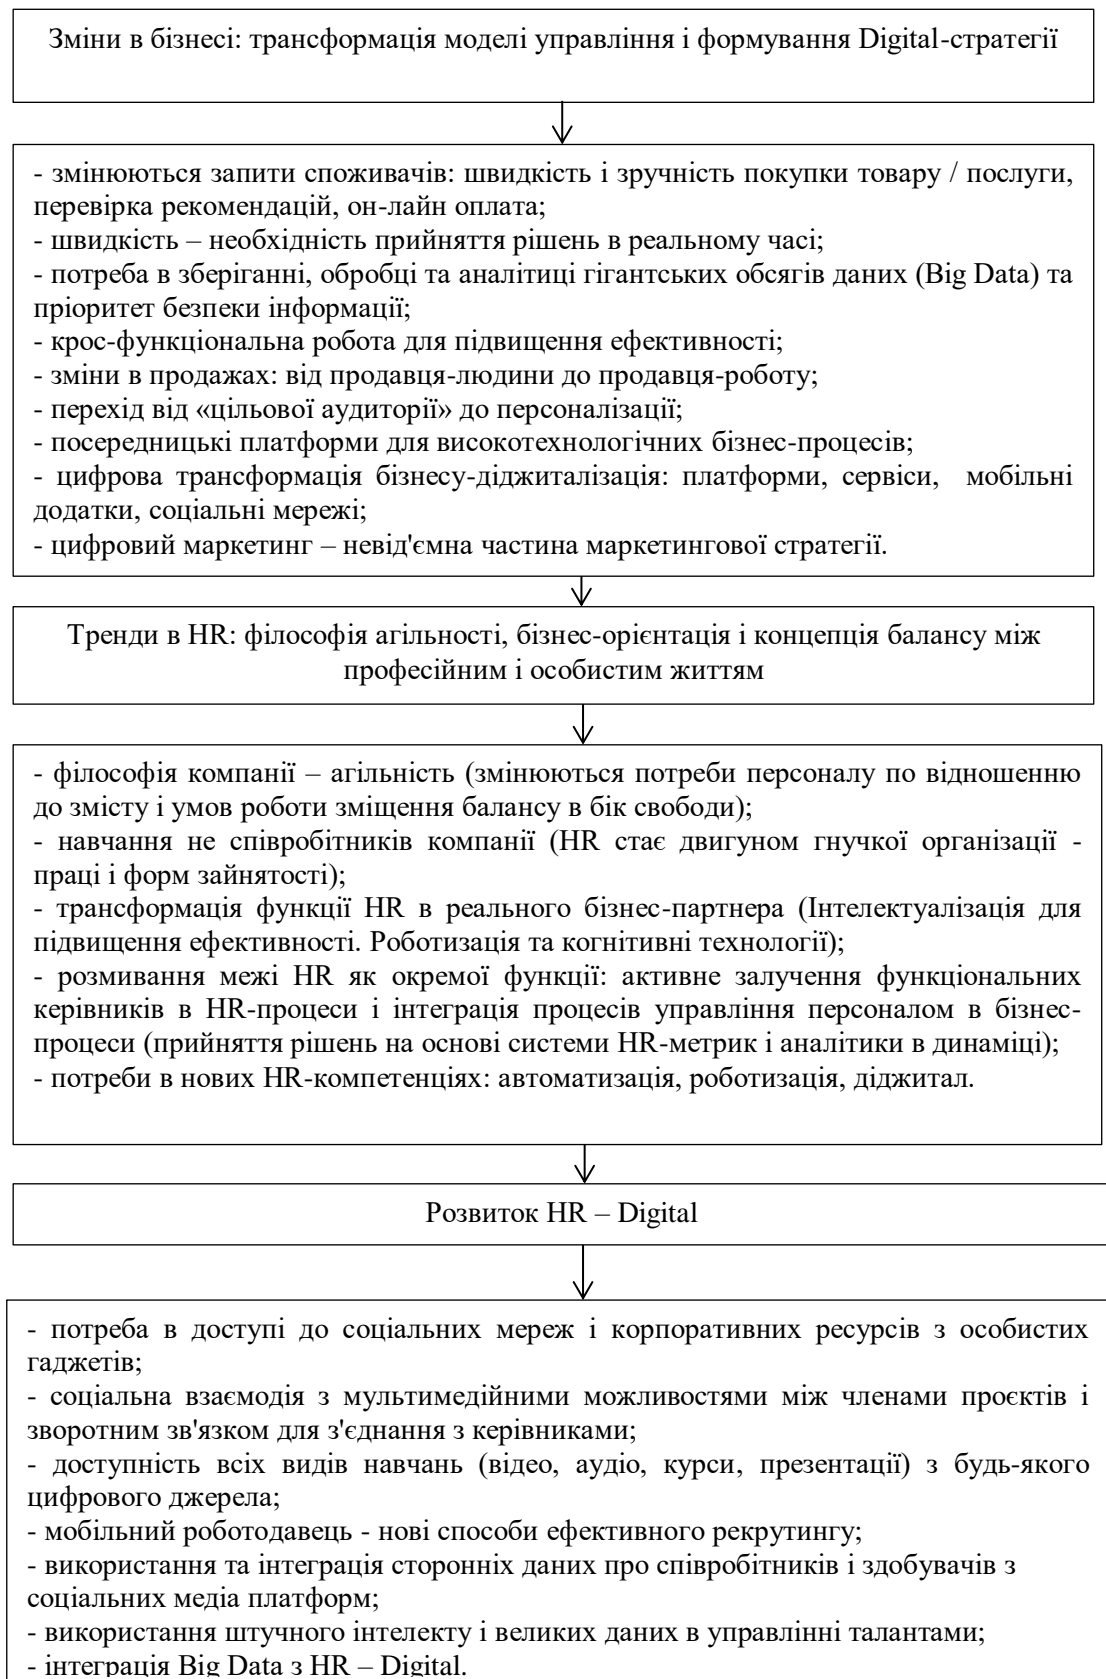 Зміни в бізнесі: трансформація моделі управління і формування Digital-стратегії
- змінюються запити споживачів: швидкість і зручність покупки товару / послуги,
перевірка рекомендацій, он-лайн оплата;
- швидкість – необхідність прийняття рішень в реальному часі;
- потреба в зберіганні, обробці та аналітиці гігантських обсягів даних (Big Data) та
пріоритет безпеки інформації;
- крос-функціональна робота для підвищення ефективності;
- зміни в продажах: від продавця-людини до продавця-роботу;
- перехід від «цільової аудиторії» до персоналізації;
- посередницькі платформи для високотехнологічних бізнес-процесів;
- цифрова трансформація бізнесу-діджиталізація: платформи, сервіси, мобільні
додатки, соціальні мережі;
- цифровий маркетинг – невід'ємна частина маркетингової стратегії.
Тренди в HR: філософія агільності, бізнес-орієнтація і концепція балансу між
професійним і особистим життям
- філософія компанії – агільність (змінюються потреби персоналу по відношенню
до змісту і умов роботи зміщення балансу в бік свободи);
- навчання не співробітників компанії (HR стає двигуном гнучкої організації -
праці і форм зайнятості);
- трансформація функції HR в реального бізнес-партнера (Інтелектуалізація для
підвищення ефективності. Роботизація та когнітивні технології);
- розмивання межі HR як окремої функції: активне залучення функціональних
керівників в HR-процеси і інтеграція процесів управління персоналом в бізнес-
процеси (прийняття рішень на основі системи HR-метрик і аналітики в динаміці);
- потреби в нових HR-компетенціях: автоматизація, роботизація, діджитал.
Розвиток HR – Digital
- потреба в доступі до соціальних мереж і корпоративних ресурсів з особистих
гаджетів;
- соціальна взаємодія з мультимедійними можливостями між членами проєктів і
зворотним зв'язком для з'єднання з керівниками;
- доступність всіх видів навчань (відео, аудіо, курси, презентації) з будь-якого
цифрового джерела;
- мобільний роботодавець - нові способи ефективного рекрутингу;
- використання та інтеграція сторонніх даних про співробітників і здобувачів з
соціальних медіа платформ;
- використання штучного інтелекту і великих даних в управлінні талантами;
- інтеграція Big Data з HR – Digital.